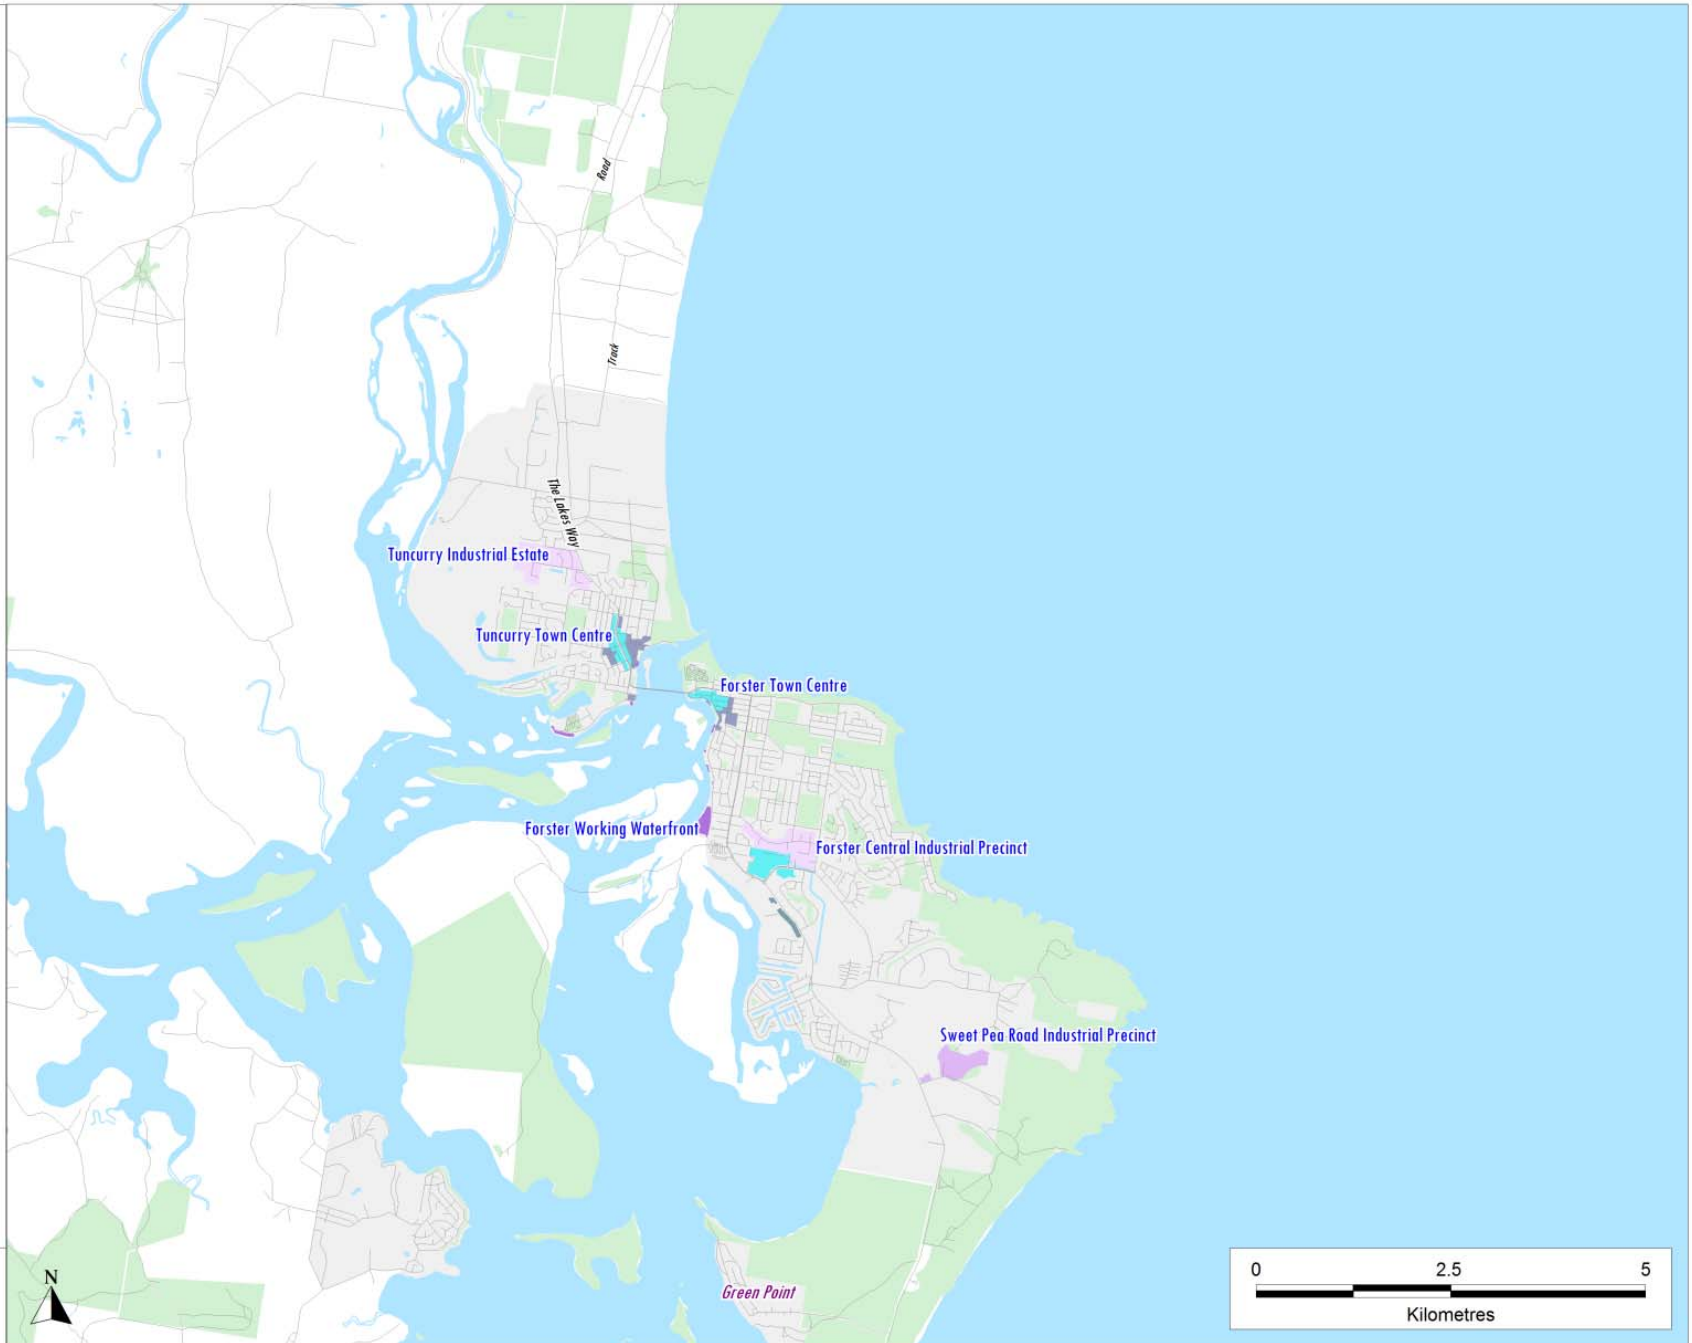 Road
Track
The Lakes Way
Tuncurry Industrial Estate
Tuncurry Town Centre
Forster Town Centre
Forster Working Waterfront
Forster Central Industrial Precinct
Sweet Pea Road Industrial Precinct
Green Point
N
0 2.5 5
Kilometres